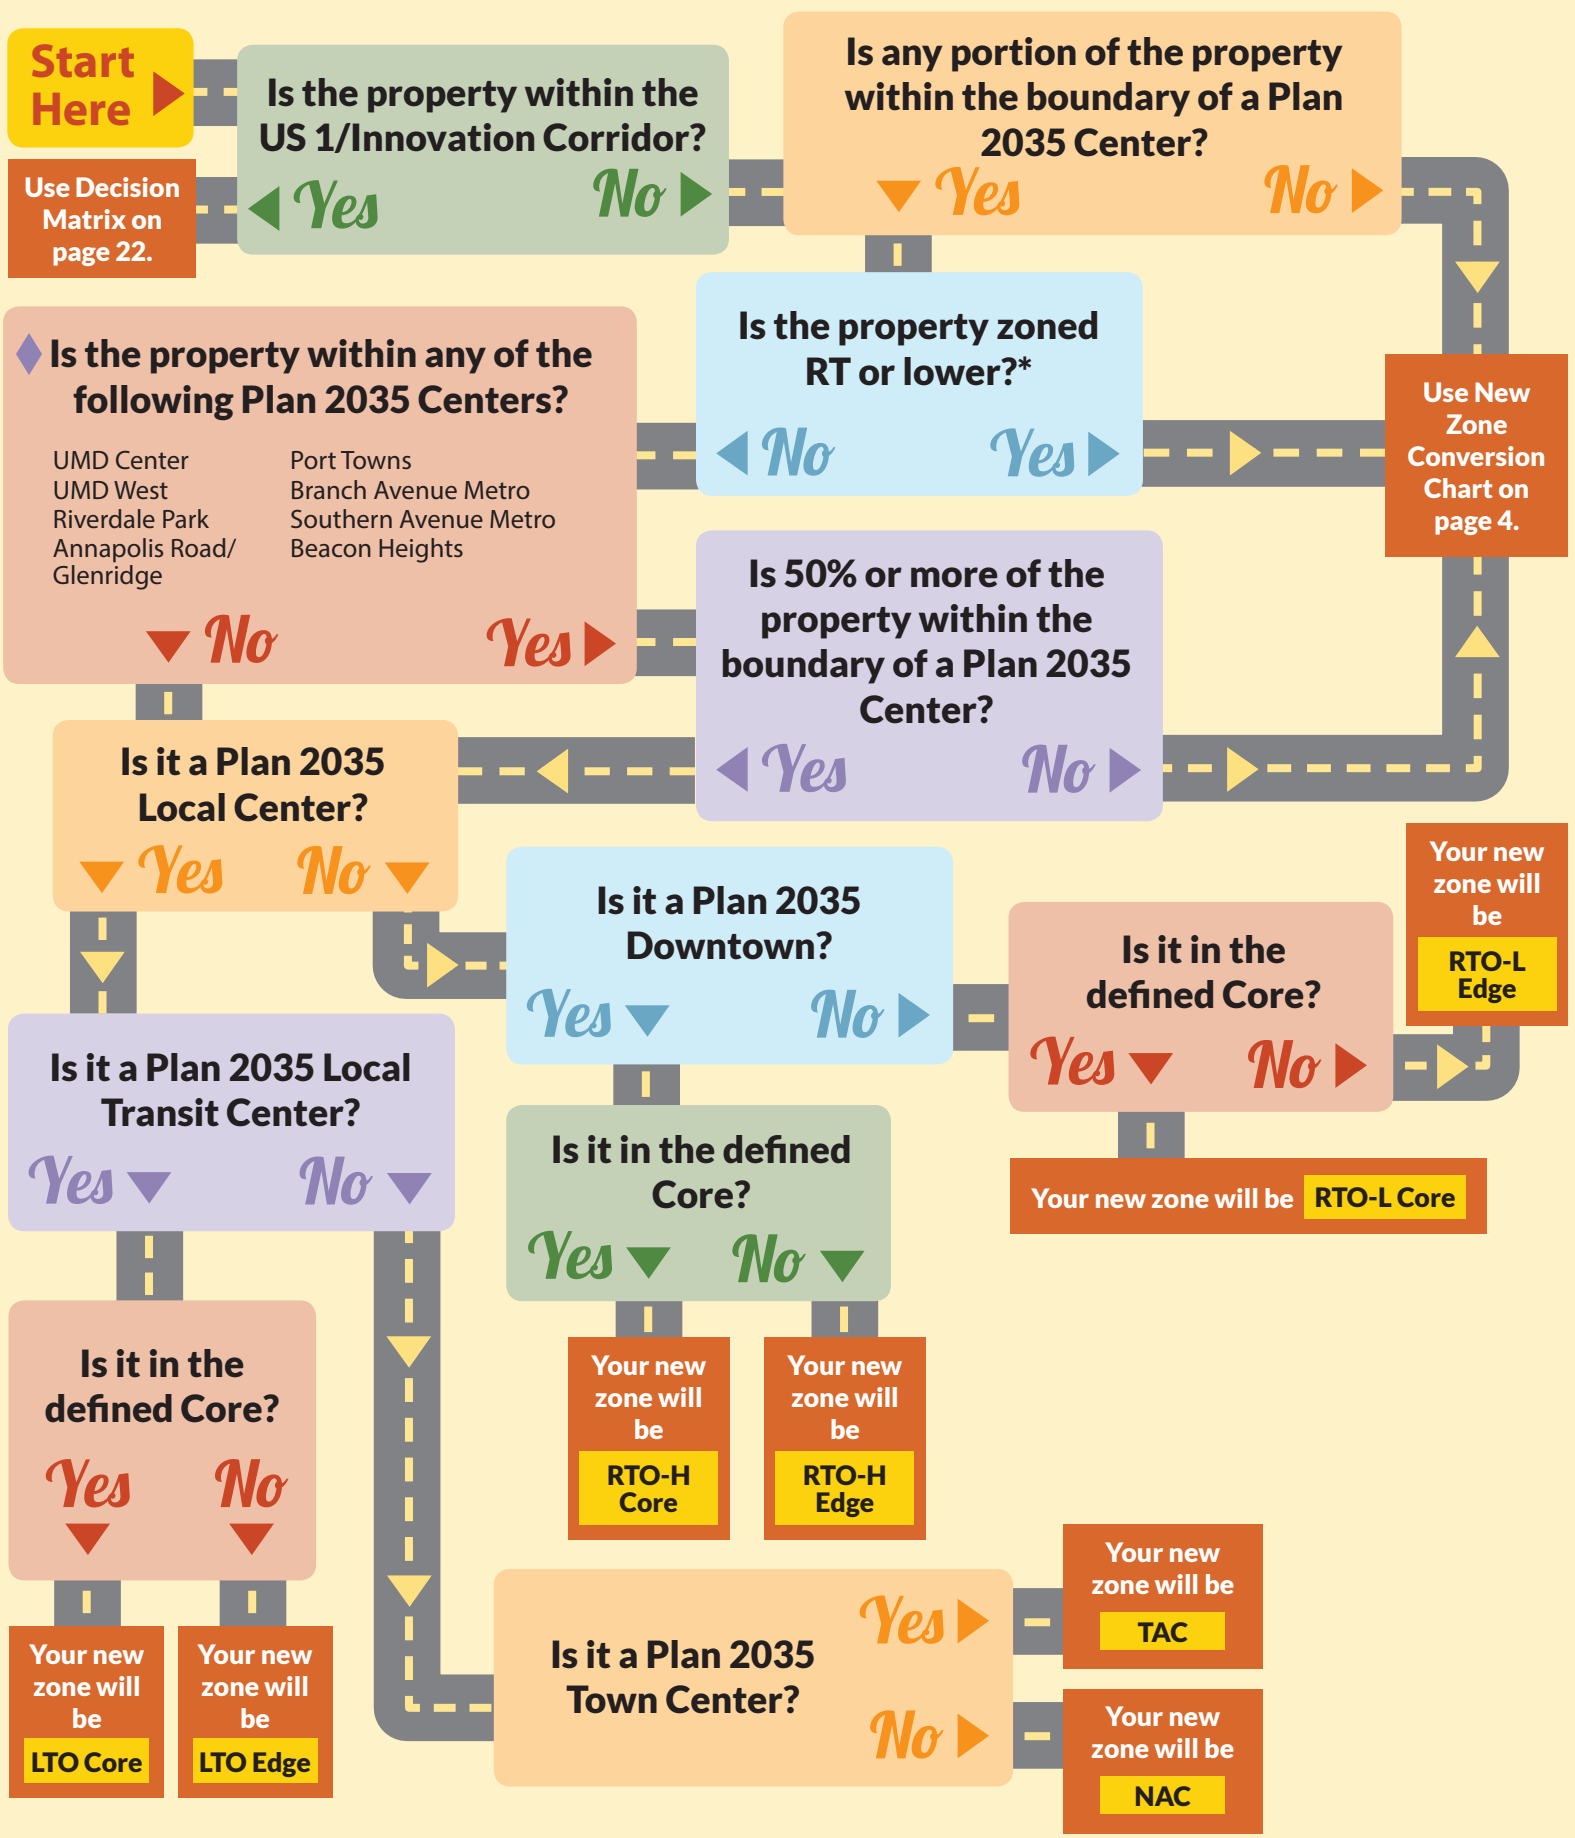 Start
Here
Is the property within the
US 1/Innovation Corridor?
Yes
No
Use Decision
Matrix on
page 22.
Is any portion of the property
within the boundary of a Plan
2035 Center?
Yes
No
Is the property zoned
RT or lower?*
No
Yes
Use New
Zone
Conversion
Chart on
page 4.
Is the property within any of the
following Plan 2035 Centers?
UMD Center
UMD West
Riverdale Park
Annapolis Road/
Glenridge
Port Towns
Branch Avenue Metro
Southern Avenue Metro
Beacon Heights
No
Yes
Is 50% or more of the
property within the
boundary of a Plan 2035
Center?
Yes
No
Is it a Plan 2035
Local Center?
Yes
No
Is it a Plan 2035
Downtown?
Yes
No
Is it in the
defined Core?
Yes
No
Your new
zone will
be
RTO-L
Edge
Your new zone will be
RTO-L Core
Is it a Plan 2035 Local
Transit Center?
Yes
No
Is it in the defined
Core?
Yes
No
Your new
zone will
be
RTO-H
Core
Your new
zone will
be
RTO-H
Edge
Is it in the
defined Core?
Yes
No
Your new
zone will
be
LTO Core
Your new
zone will
be
LTO Edge
Is it a Plan 2035
Town Center?
Yes
No
Your new
zone will be
TAC
Your new
zone will be
NAC